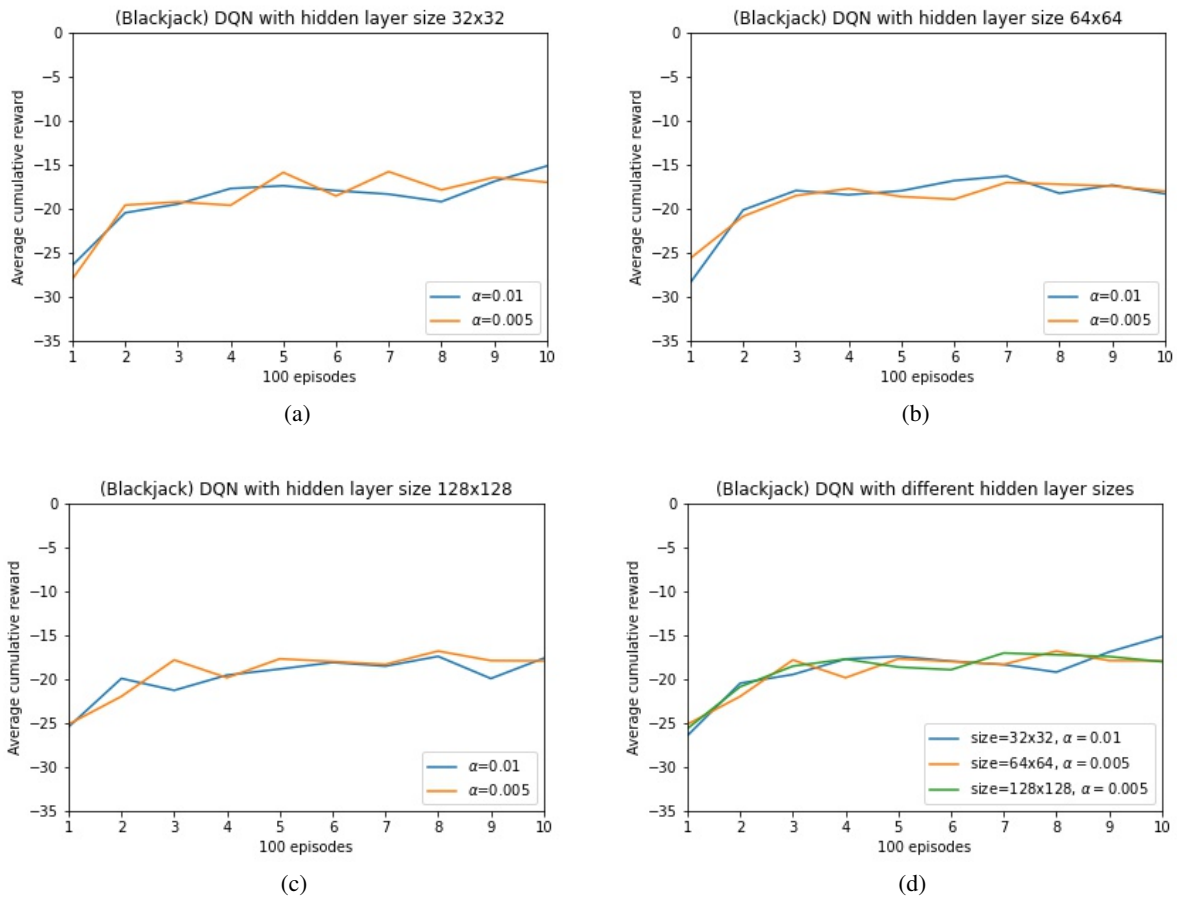 (Blackjack) DQN with hidden layer size 32x32
0
−5
−10
−15
−20
−25
−30
−35
Average cumulative reward
α=0.01
α=0.005
1 2 3 4 5 6 7 8 9 10
100 episodes
(a)
(Blackjack) DQN with hidden layer size 64x64
0
−5
−10
−15
−20
−25
−30
−35
Average cumulative reward
α=0.01
α=0.005
1 2 3 4 5 6 7 8 9 10
100 episodes
(b)
(Blackjack) DQN with hidden layer size 128x128
0
−5
−10
−15
−20
−25
−30
−35
Average cumulative reward
α=0.01
α=0.005
1 2 3 4 5 6 7 8 9 10
100 episodes
(c)
(Blackjack) DQN with different hidden layer sizes
0
−5
−10
−15
−20
−25
−30
−35
Average cumulative reward
size=32x32, α = 0.01
size=64x64, α = 0.005
size=128x128, α = 0.005
1 2 3 4 5 6 7 8 9 10
100 episodes
(d)